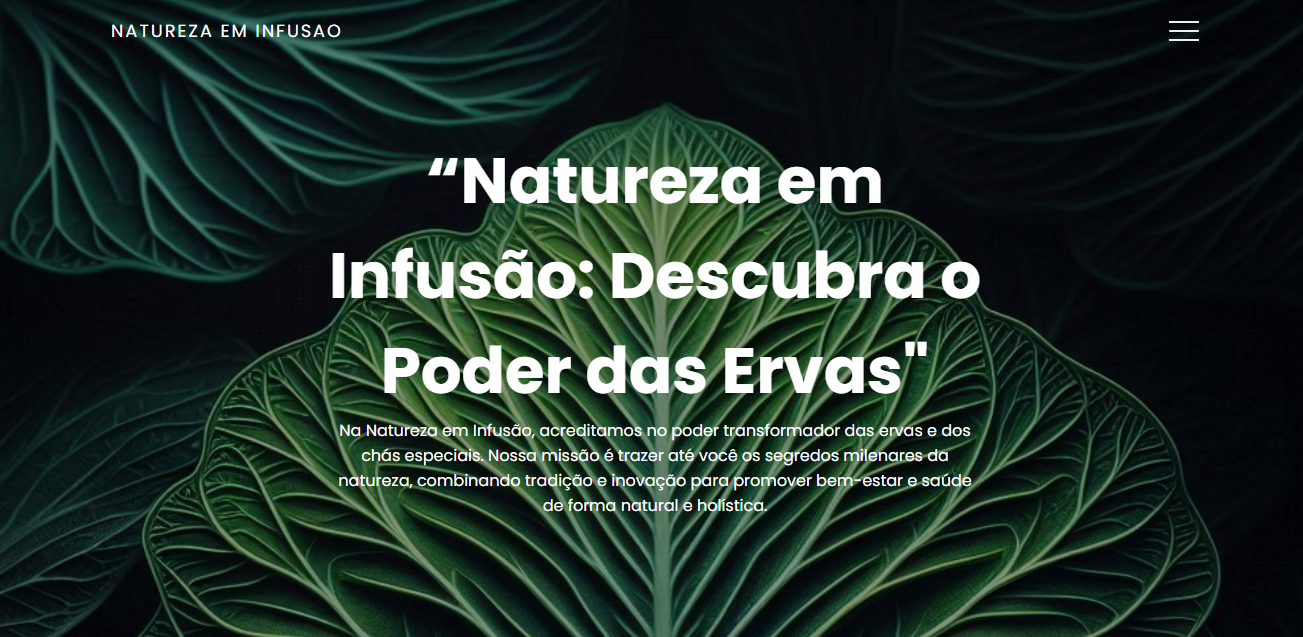 NATUREZA EM INFUSAO
“Natureza em
Infusão: Descubra o
Poder das Ervas"
Na Natureza em Infusão, acreditamos no poder transformador das ervas e dos
chás especiais. Nossa missão é trazer até você os segredos milenares da
natureza, combinando tradição e inovação para promover bem-estar e saúde
de forma natural e holística.